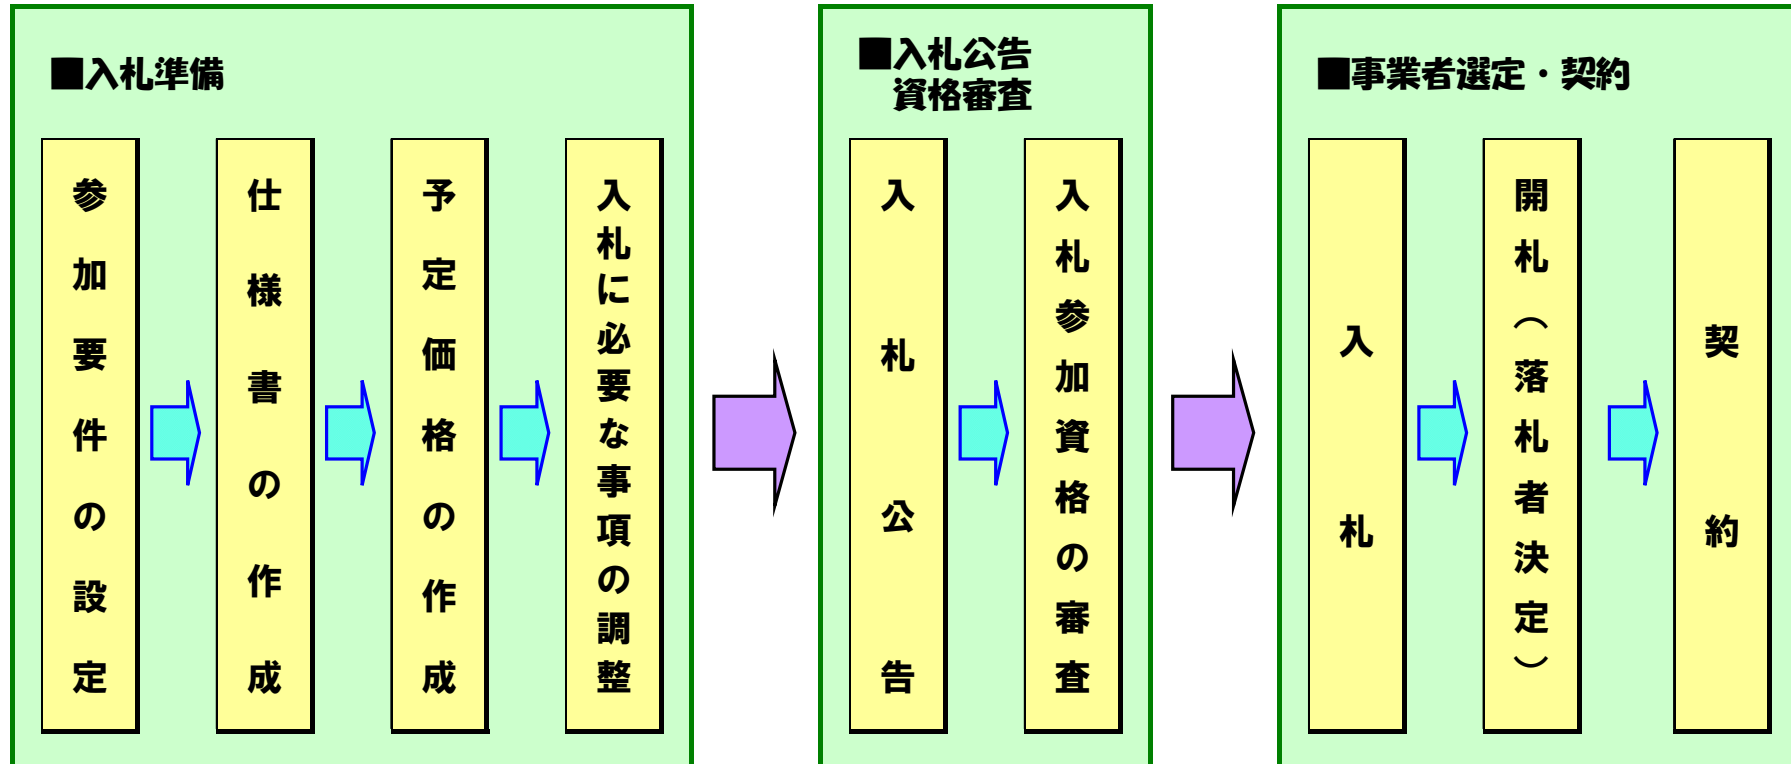 ■入札準備
参加要件の設定
仕様書の作成
予定価格の作成
入札に必要な事項の調整
■入札公告
資格審査
入札公告
入札参加資格の審査
■事業者選定・契約
入札
開札（落札者決定）
契約